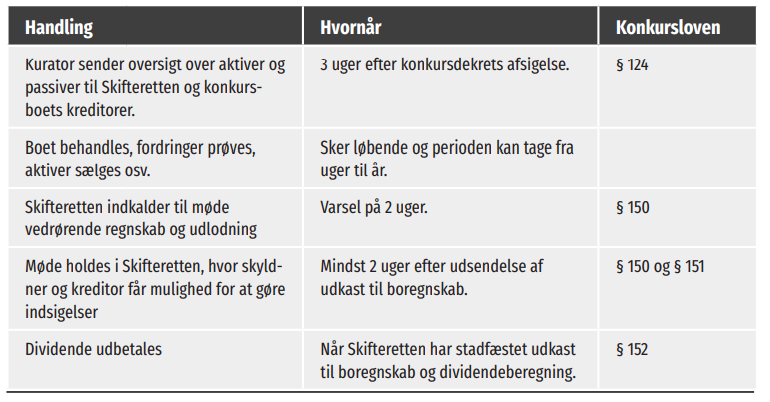 Handling Hvornår Konkursloven
Kurator sender oversigt over aktiver og 3 uger efter konkursdekrets afsigelse. § 124
passiver til Skifteretten og konkurs-
boets kreditorer.
Boet behandles, fordringer prøves, Sker løbende og perioden kan tage fra
aktiver sælges osv. uger til år.
Skifteretten indkalder til møde Varsel på 2 uger. § 150
vedrørende regnskab og udlodning
Møde holdes i Skifteretten, hvor skyld- Mindst 2 uger efter udsendelse af § 150 og § 151
ner og kreditor får mulighed for at gøre udkast til boregnskab.
indsigelser
Dividende udbetales Når Skifteretten har stadfæstet udkast § 152
til boregnskab og dividendeberegning.